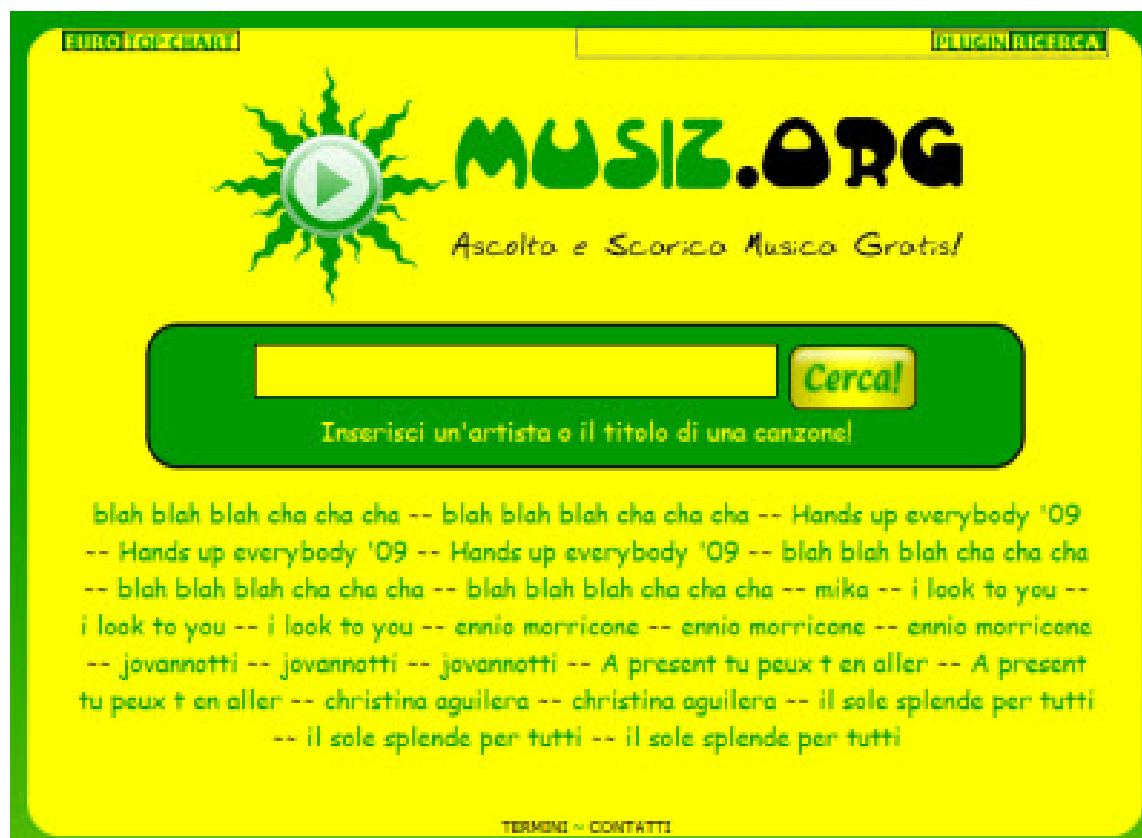 EURO TOP CHART
PLUGIN RICERCA
MUSIZ.ORG
Ascolta e Scarica Musica Gratis!
Cerca!
Inserisci un'artista o il titolo di una canzone!
blah blah blah cha cha cha -- blah blah blah cha cha cha -- Hands up everybody '09
-- Hands up everybody '09 -- Hands up everybody '09 -- blah blah blah cha cha cha
-- blah blah blah cha cha cha -- blah blah blah cha cha cha -- mika -- i look to you --
i look to you -- i look to you -- ennio morricone -- ennio morricone -- ennio morricone
-- jovannotti -- jovannotti -- jovannotti -- A present tu peux t en aller -- A present
tu peux t en aller -- christina aguilera -- christina aguilera -- il sole splende per tutti
-- il sole splende per tutti -- il sole splende per tutti
TERMINI ~ CONTATTI